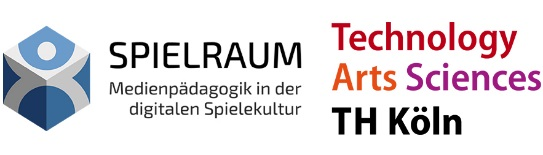 SPIELRAUM
Medienpädagogik in der
digitalen Spielekultur
Technology
Arts Sciences
TH Köln